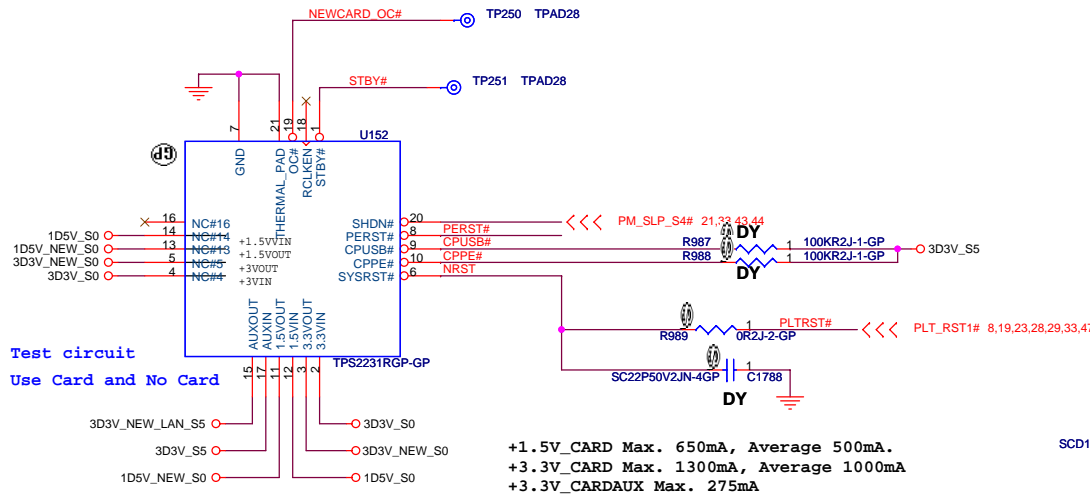 NEWCARD_OC#
TP250 TPAD28
STBY#
TP251 TPAD28
U152
GP
7
21
19
18
1
GND
THERMAL_PAD
OC#
RCLKEN
STBY#
16
NC#16
1D5V_S0
14
NC#14
+1.5VVIN
1D5V_NEW_S0
13
NC#13
+1.5VOUT
3D3V_NEW_S0
5
NC#5
+3VOUT
3D3V_S0
4
NC#4
+3VIN
SHDN#
20
PM_SLP_S4# 21,33,43,44
PERST#
8
PERST#
CPUSB#
9
CPUSB#
R987
DY
1
100KR2J-1-GP
3D3V_S5
CPPE#
10
CPPE#
R988
DY
1
100KR2J-1-GP
SYSRST#
6
NRST
R989
1
0R2J-2-GP
PLTRST#
PLT_RST1# 8,19,23,28,29,33,47
SC22P50V2JN-4GP
1
C1788
DY
AUXOUT
AUXIN
1.5VOUT
1.5VIN
3.3VOUT
3.3VIN
TPS2231RGP-GP
15
17
11
12
3
2
Test circuit
Use Card and No Card
3D3V_NEW_LAN_S5
3D3V_S0
3D3V_S5
3D3V_NEW_S0
1D5V_NEW_S0
1D5V_S0
+1.5V_CARD Max. 650mA, Average 500mA.
+3.3V_CARD Max. 1300mA, Average 1000mA
+3.3V_CARDAUX Max. 275mA
SCD1